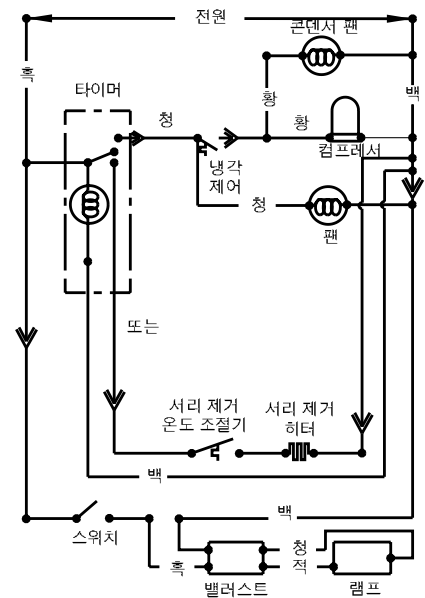 전원
콘덴서 팬
흑
백
황
타이머
청
황
컴프레서
냉각
제어
청
팬
또는
서리 제거
온도 조절기
서리 제거
히터
백
백
스위치
청
흑
적
밸러스트
램프